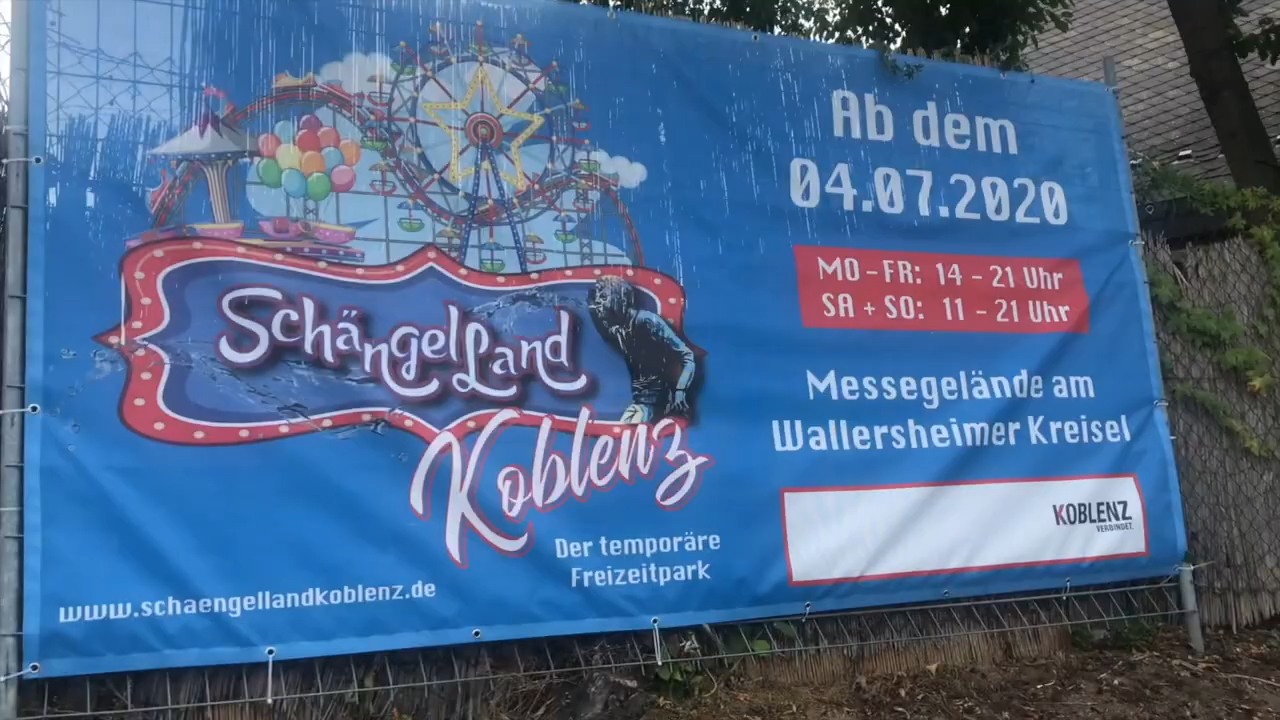 SchängelLand
Koblenz
Der temporäre
Freizeitpark
www.schaengellandkoblenz.de
Ab dem
04.07.2020
MO - FR: 14 - 21 Uhr
SA + SO: 11 - 21 Uhr
Messegelände am
Wallersheimer Kreisel
KOBLENZ
VERBINDET.